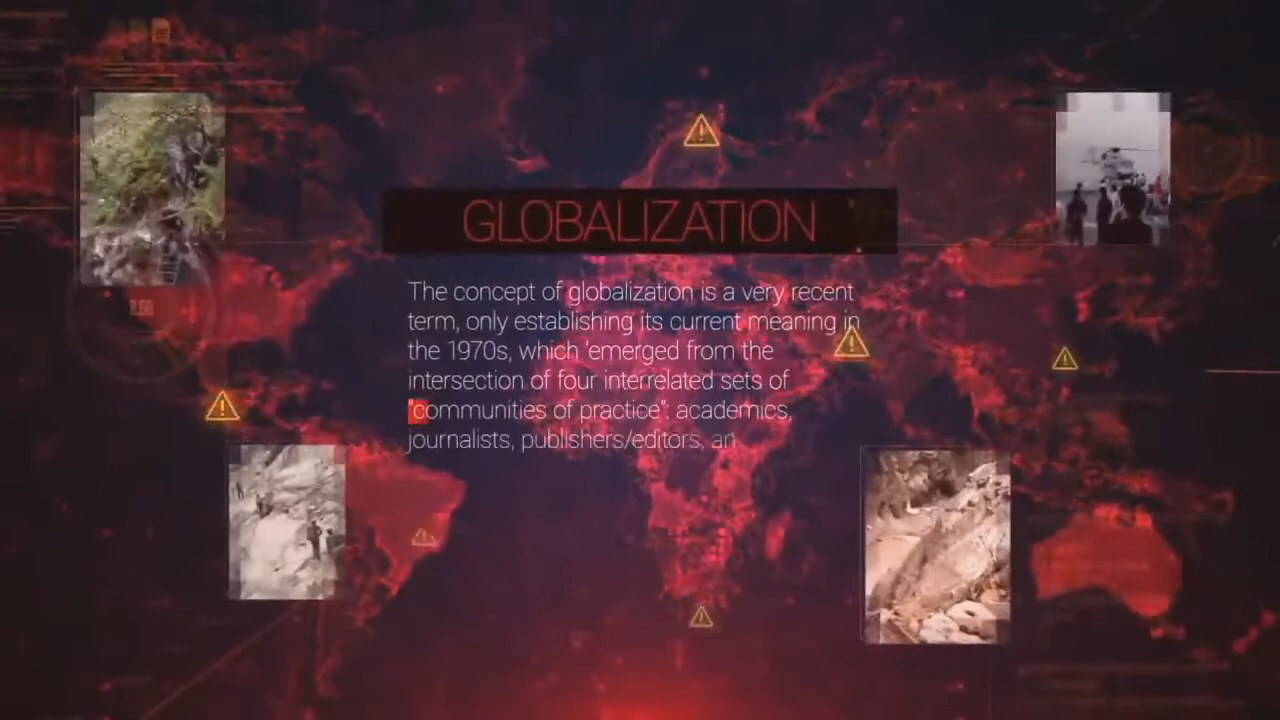 GLOBALIZATION
The concept of globalization is a very recent
term, only establishing its current meaning in
the 1970s, which 'emerged from the
intersection of four interrelated sets of
"communities of practice": academics,
journalists, publishers/editors, an